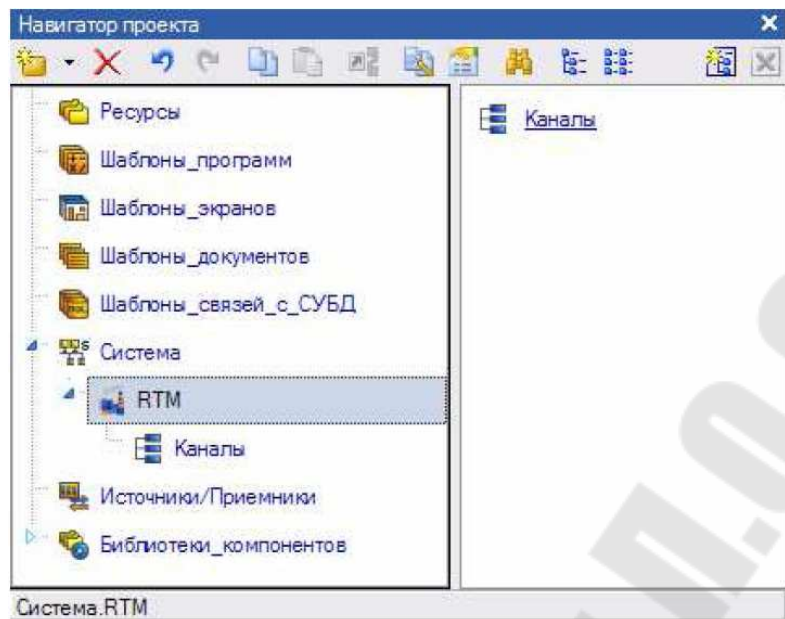 Навигатор проекта
Ресурсы
Шаблоны_программ
Шаблоны_экранов
Шаблоны_документов
Шаблоны_связей_с_СУБД
Система
RTM
Каналы
Источники/Приемники
Библиотеки_компонентов
Каналы
Система.RTM